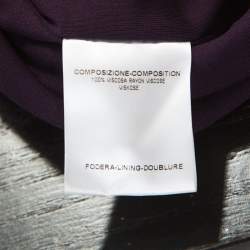 COMPOSIZIONE-COMPOSITION
100% VISCOSA RAYON VISCOSE
VISKOSE
FODERA-LINING-DOUBLURE